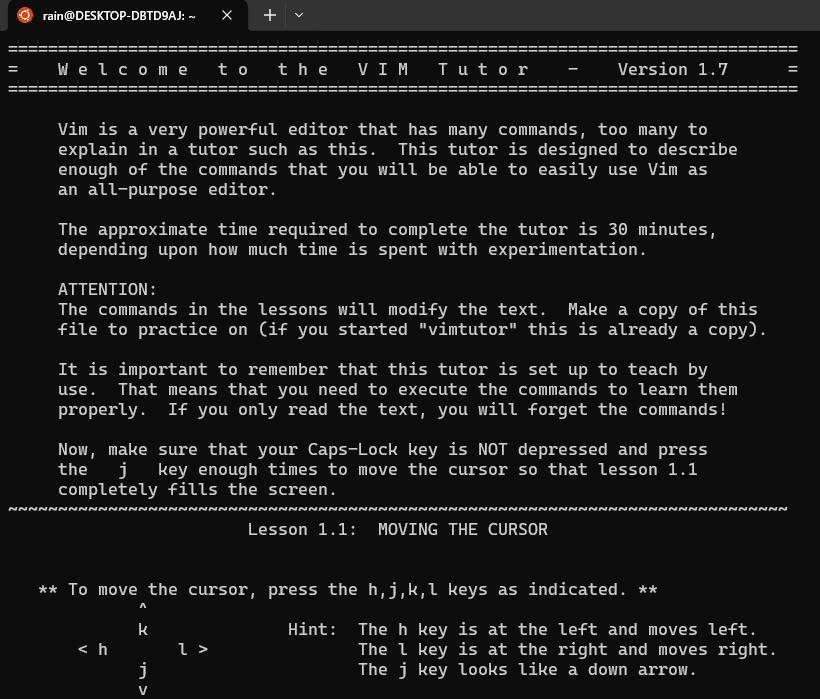 rain@DESKTOP-DBTD9AJ: ~
===============================================================================
=    W e l c o m e   t o   t h e   V I M   T u t o r    -    Version 1.7      =
===============================================================================
Vim is a very powerful editor that has many commands, too many to
explain in a tutor such as this.  This tutor is designed to describe
enough of the commands that you will be able to easily use Vim as
an all-purpose editor.
The approximate time required to complete the tutor is 30 minutes,
depending upon how much time is spent with experimentation.
ATTENTION:
The commands in the lessons will modify the text.  Make a copy of this
file to practice on (if you started "vimtutor" this is already a copy).
It is important to remember that this tutor is set up to teach by
use.  That means that you need to execute the commands to learn them
properly.  If you only read the text, you will forget the commands!
Now, make sure that your Caps-Lock key is NOT depressed and press
the   j   key enough times to move the cursor so that lesson 1.1
completely fills the screen.
~~~~~~~~~~~~~~~~~~~~~~~~~~~~~~~~~~~~~~~~~~~~~~~~~~~~~~~~~~~~~~~~~~~~~~~~~~~~~~
Lesson 1.1:  MOVING THE CURSOR
** To move the cursor, press the h,j,k,l keys as indicated. **
^
k              Hint:  The h key is at the left and moves left.
< h       l >               The l key is at the right and moves right.
j                     The j key looks like a down arrow.
v